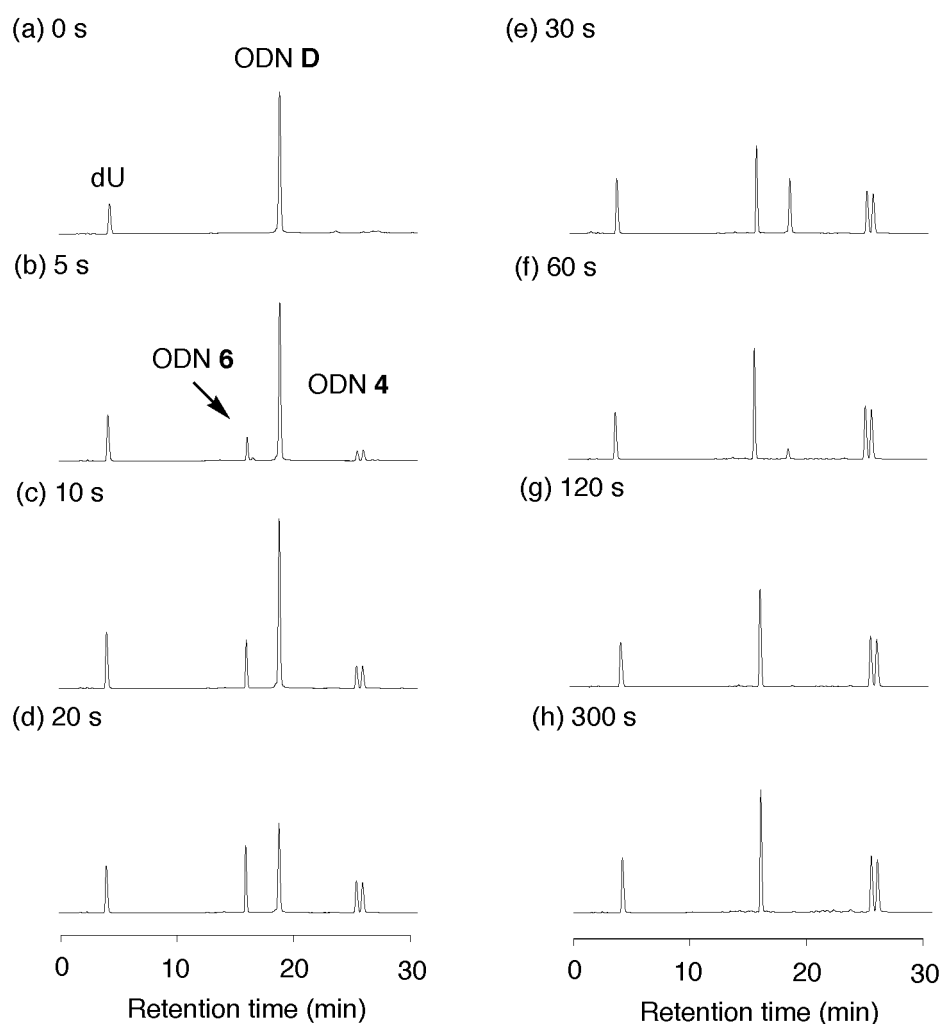 (a) 0 s
ODN D
dU
(b) 5 s
ODN 6
ODN 4
(c) 10 s
(d) 20 s
0 10 20 30
Retention time (min)
(e) 30 s
(f) 60 s
(g) 120 s
(h) 300 s
0 10 20 30
Retention time (min)